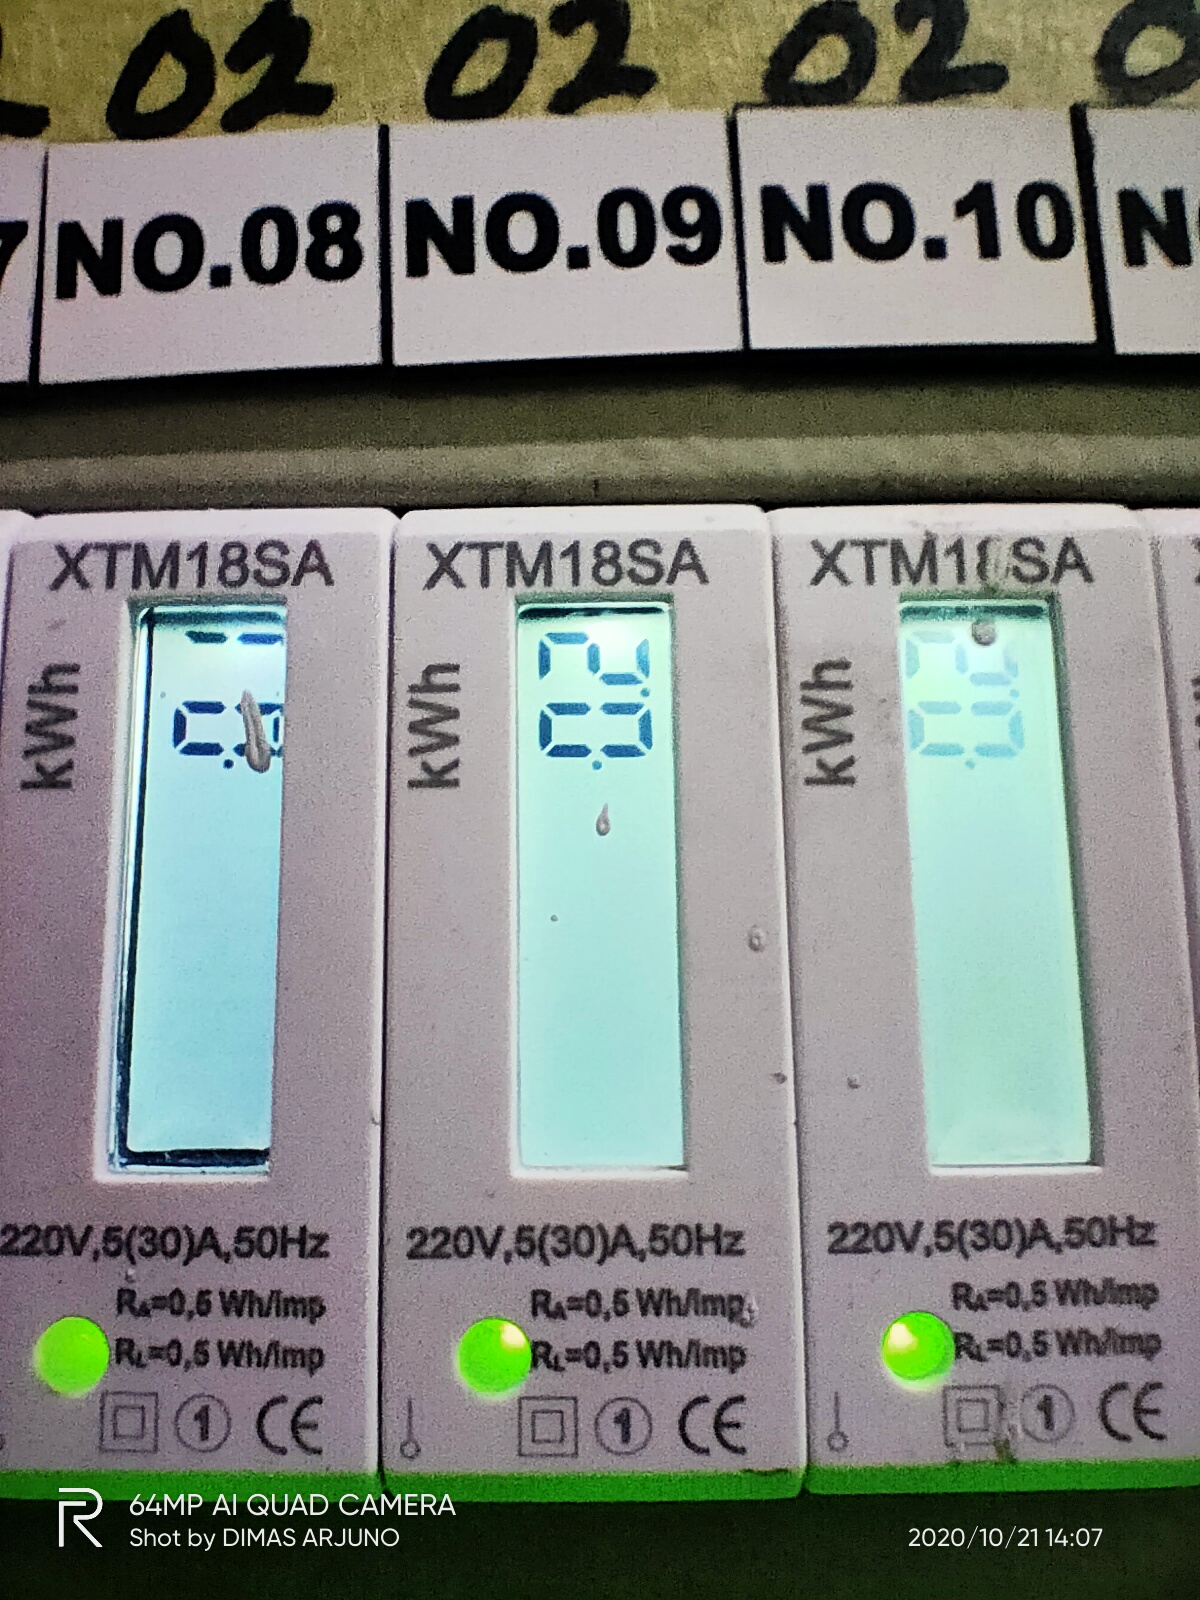 02 02 02
NO.08 NO.09 NO.10
XTM18SA XTM18SA XTM18SA
kWh kWh kWh
220V,5(30)A,50Hz 220V,5(30)A,50Hz 220V,5(30)A,50Hz
RA=0,5 Wh/Imp RA=0,5 Wh/Imp RA=0,5 Wh/Imp
RL=0,5 Wh/Imp RL=0,5 Wh/Imp RL=0,5 Wh/Imp
1 CE 1 CE 1 CE
R 64MP AI QUAD CAMERA
Shot by DIMAS ARJUNO 2020/10/21 14:07